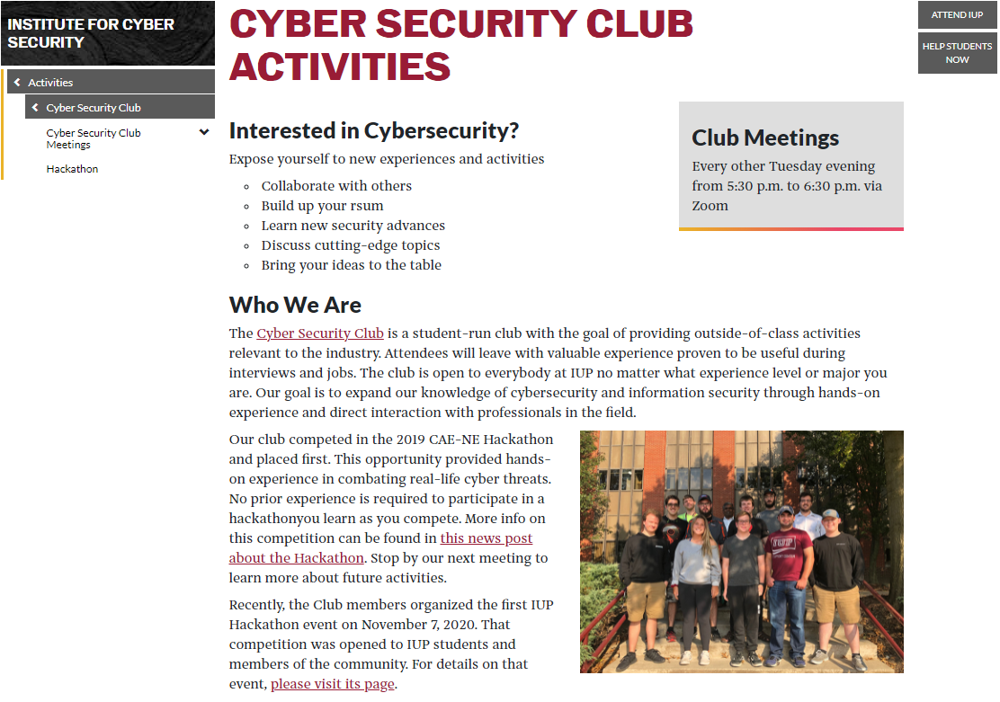 INSTITUTE FOR CYBER
SECURITY
Activities
Cyber Security Club
Cyber Security Club
Meetings
Hackathon
CYBER SECURITY CLUB
ACTIVITIES
ATTEND IUP
HELP STUDENTS
NOW
Interested in Cybersecurity?
Expose yourself to new experiences and activities
Collaborate with others
Build up your rsum
Learn new security advances
Discuss cutting-edge topics
Bring your ideas to the table
Club Meetings
Every other Tuesday evening
from 5:30 p.m. to 6:30 p.m. via
Zoom
Who We Are
The Cyber Security Club is a student-run club with the goal of providing outside-of-class activities
relevant to the industry. Attendees will leave with valuable experience proven to be useful during
interviews and jobs. The club is open to everybody at IUP no matter what experience level or major you
are. Our goal is to expand our knowledge of cybersecurity and information security through hands-on
experience and direct interaction with professionals in the field.
Our club competed in the 2019 CAE-NE Hackathon
and placed first. This opportunity provided hands-
on experience in combating real-life cyber threats.
No prior experience is required to participate in a
hackathonyou learn as you compete. More info on
this competition can be found in this news post
about the Hackathon. Stop by our next meeting to
learn more about future activities.
Recently, the Club members organized the first IUP
Hackathon event on November 7, 2020. That
competition was opened to IUP students and
members of the community. For details on that
event, please visit its page.
IUP